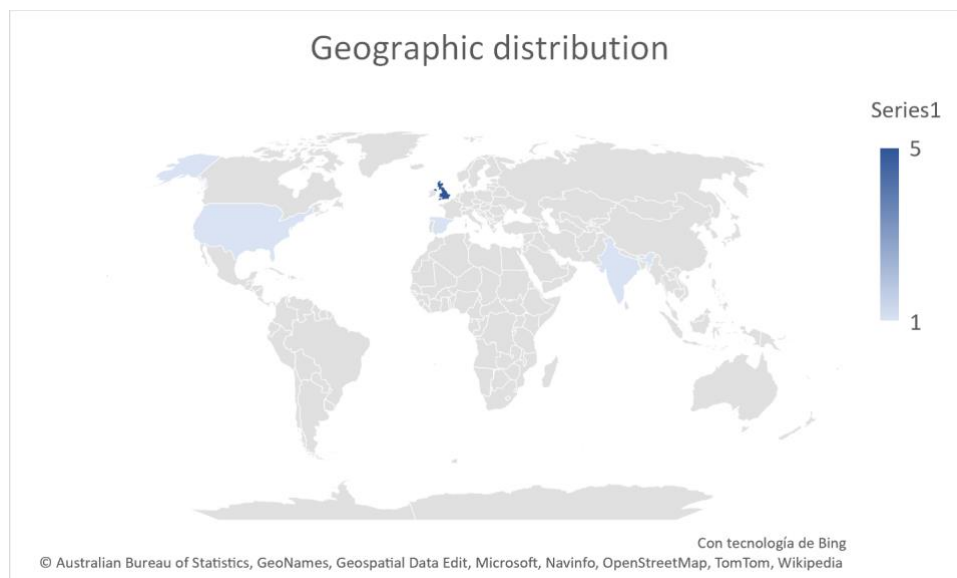 Geographic distribution
Series1
5
1
Con tecnología de Bing
© Australian Bureau of Statistics, GeoNames, Geospatial Data Edit, Microsoft, Navinfo, OpenStreetMap, TomTom, Wikipedia